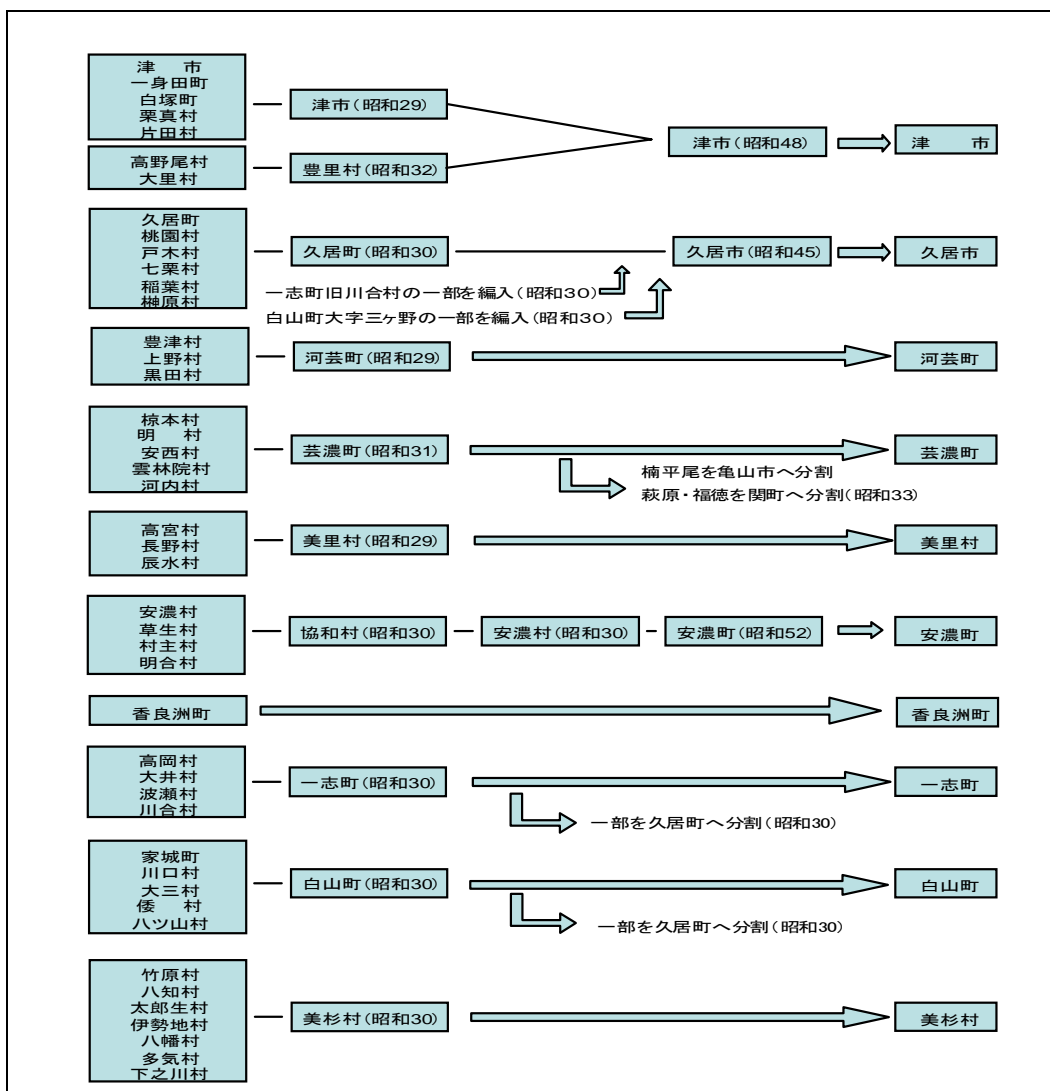 津　市
一身田町
白塚町
栗真村
片田村
津市（昭和29）
高野尾村
大里村
豊里村（昭和32）
津市（昭和48）
津　市
久居町
桃園村
戸木村
七栗村
稲葉村
榊原村
久居町（昭和30）
久居市（昭和45）
久居市
一志町旧川合村の一部を編入（昭和30）
白山町大字三ヶ野の一部を編入（昭和30）
豊津村
上野村
黒田村
河芸町（昭和29）
河芸町
椋本村
明　村
安西村
雲林院村
河内村
芸濃町（昭和31）
芸濃町
楠平尾を亀山市へ分割
萩原・福徳を関町へ分割（昭和33）
高宮村
長野村
辰水村
美里村（昭和29）
美里村
安濃村
草生村
村主村
明合村
協和村（昭和30）
安濃村（昭和30）
安濃町（昭和52）
安濃町
香良洲町
香良洲町
高岡村
大井村
波瀬村
川合村
一志町（昭和30）
一志町
一部を久居町へ分割（昭和30）
家城町
川口村
大三村
倭　村
八ツ山村
白山町（昭和30）
白山町
一部を久居町へ分割（昭和30）
竹原村
八知村
太郎生村
伊勢地村
八幡村
多気村
下之川村
美杉村（昭和30）
美杉村